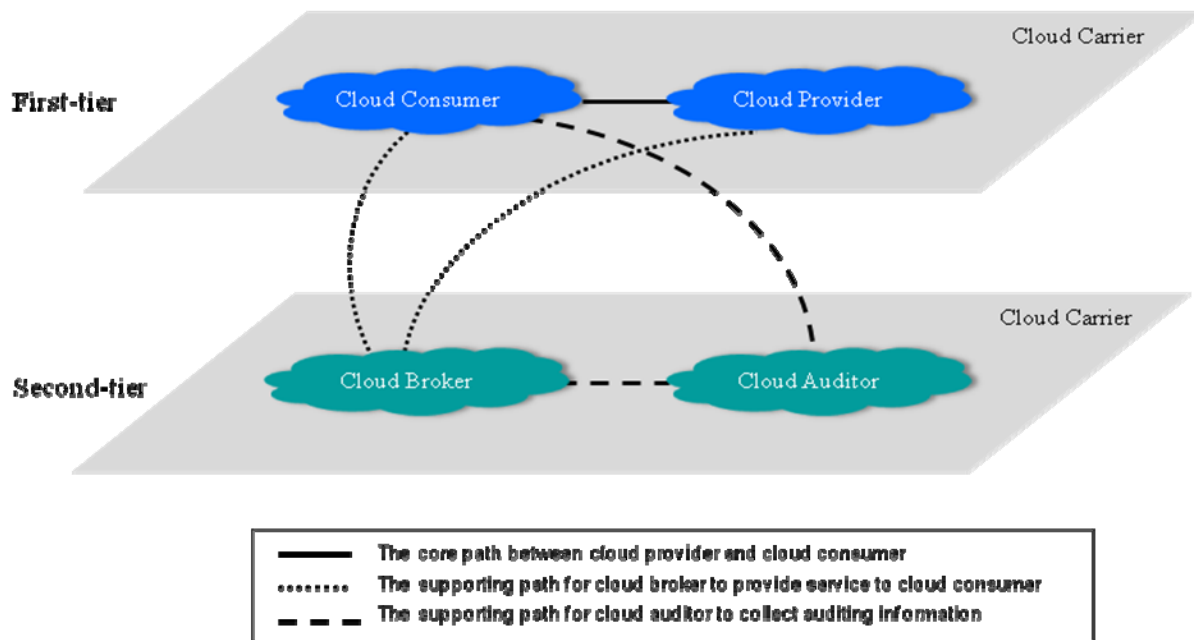 Cloud Carrier
First-tier
Cloud Consumer
Cloud Provider
Cloud Carrier
Second-tier
Cloud Broker
Cloud Auditor
The core path between cloud provider and cloud consumer
The supporting path for cloud broker to provide service to cloud consumer
The supporting path for cloud auditor to collect auditing information